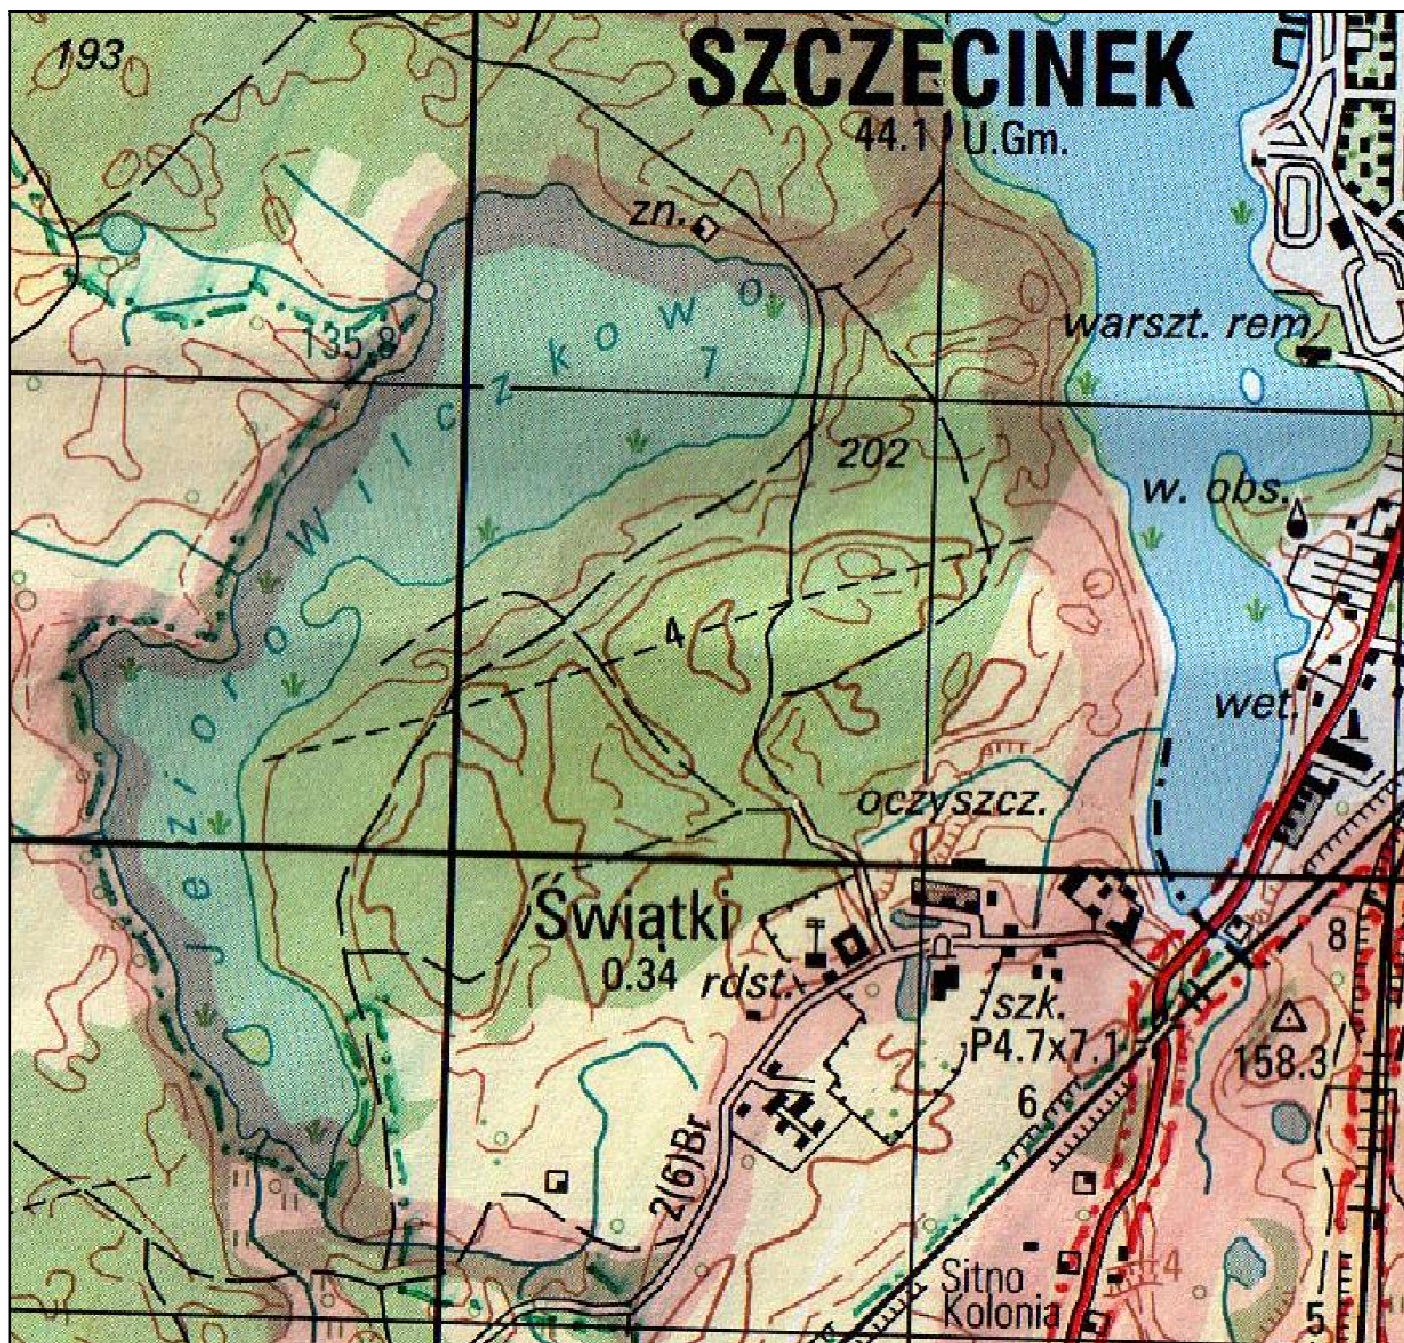 193
SZCZECINEK
44.1 U.Gm.
zn.
135,8
warszt. rem.
7
Jezioro Wilczkowo
202
w. obs.
4
wet.
oczyszcz.
Świątki
0.34
rdst.
8
szk.
P4.7x7.1
158.3
6
2(6)Br
Sitno
Kolonia
4
5